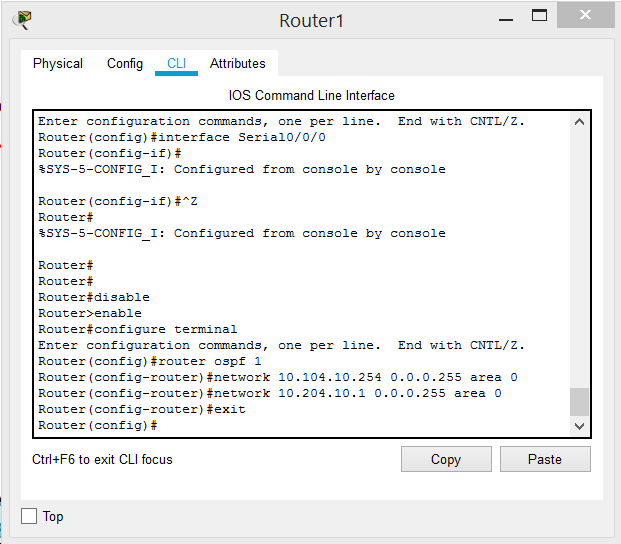 Router1
Physical Config CLI Attributes
IOS Command Line Interface
Enter configuration commands, one per line.  End with CNTL/Z.
Router(config)#interface Serial0/0/0
Router(config-if)#
%SYS-5-CONFIG_I: Configured from console by console
Router(config-if)#^Z
Router#
%SYS-5-CONFIG_I: Configured from console by console
Router#
Router#
Router#disable
Router>enable
Router#configure terminal
Enter configuration commands, one per line.  End with CNTL/Z.
Router(config)#router ospf 1
Router(config-router)#network 10.104.10.254 0.0.0.255 area 0
Router(config-router)#network 10.204.10.1 0.0.0.255 area 0
Router(config-router)#exit
Router(config)#
Ctrl+F6 to exit CLI focus
Copy Paste
Top